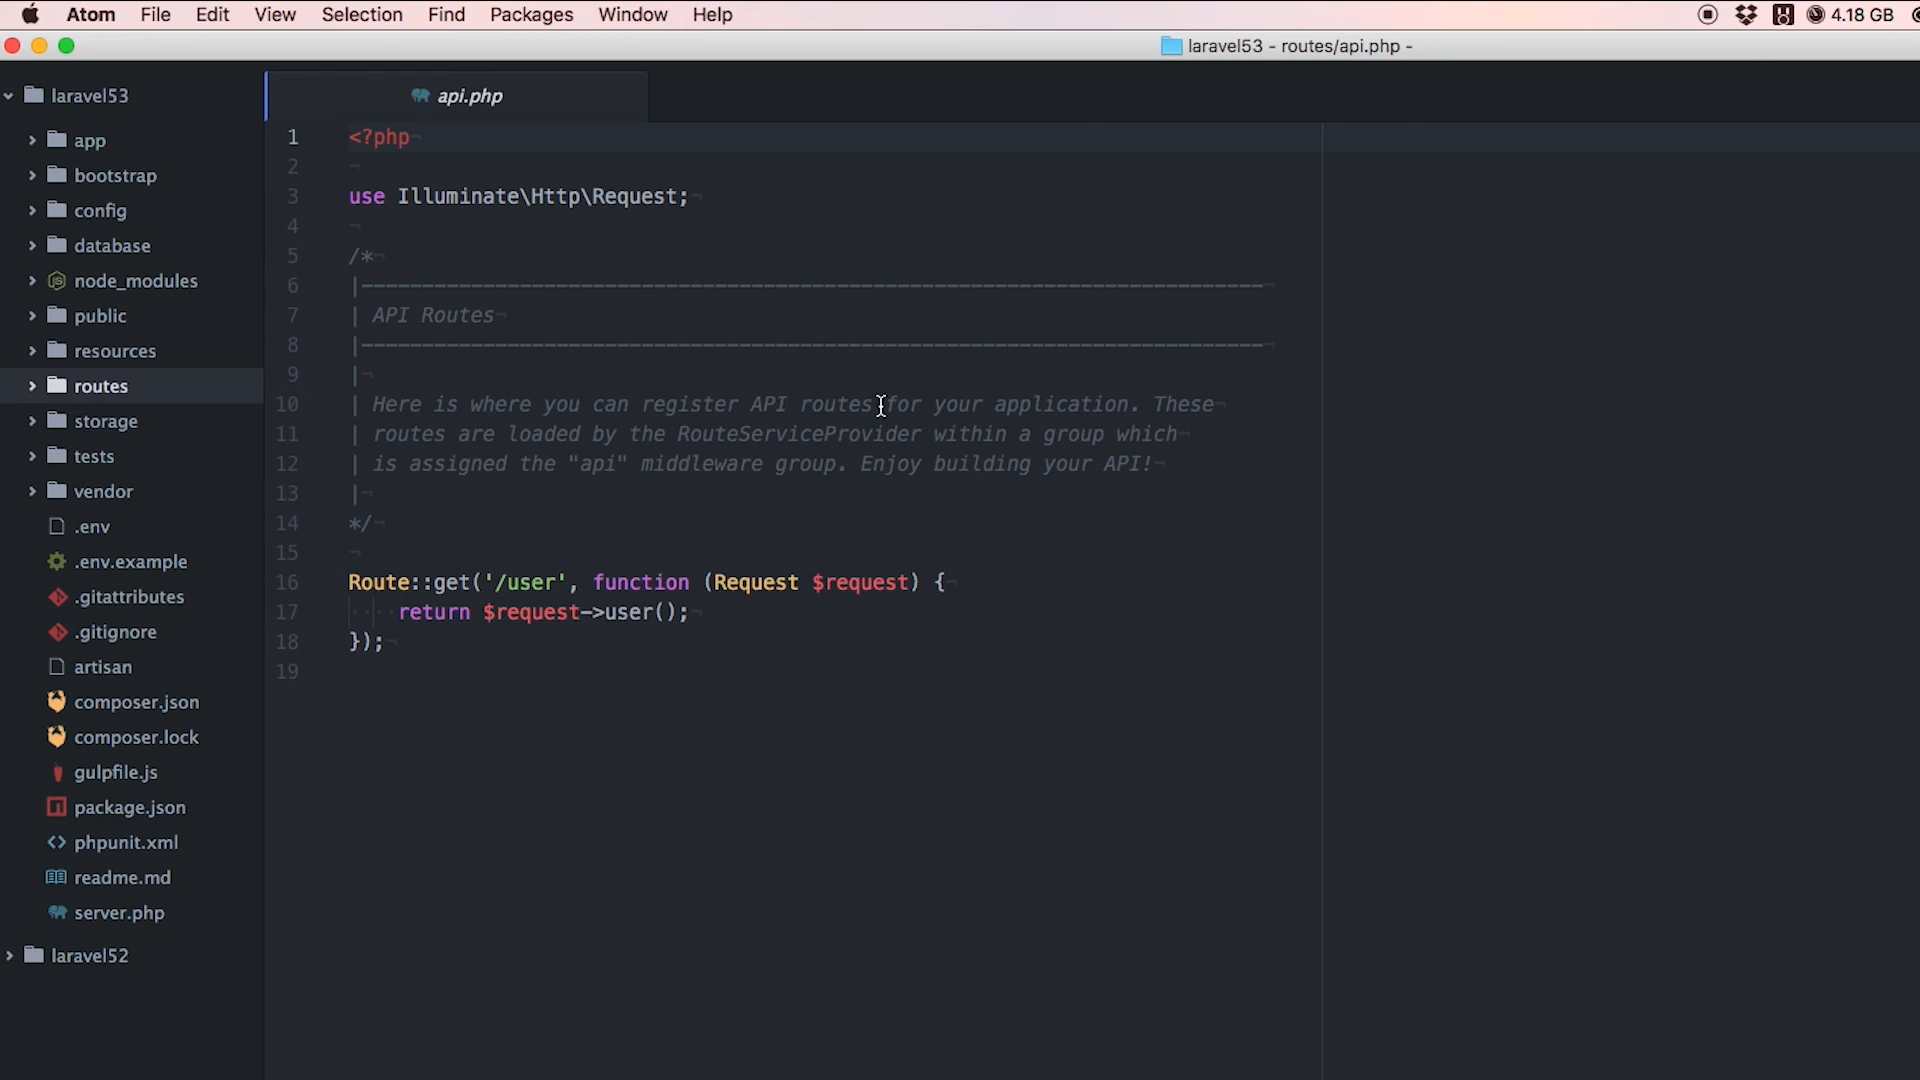 Atom File Edit View Selection Find Packages Window Help 4.18 GB
laravel53 - routes/api.php -
laravel53
app
bootstrap
config
database
node_modules
public
resources
routes
storage
tests
vendor
.env
.env.example
.gitattributes
.gitignore
artisan
composer.json
composer.lock
gulpfile.js
package.json
phpunit.xml
readme.md
server.php
laravel52
api.php
1 <?php
2
3 use Illuminate\Http\Request;
4
5 /*
6 |--------------------------------------------------------------------------
7 | API Routes
8 |--------------------------------------------------------------------------
9 |
10 | Here is where you can register API routes for your application. These
11 | routes are loaded by the RouteServiceProvider within a group which
12 | is assigned the "api" middleware group. Enjoy building your API!
13 |
14 */
15
16 Route::get('/user', function (Request $request) {
17     return $request->user();
18 });
19